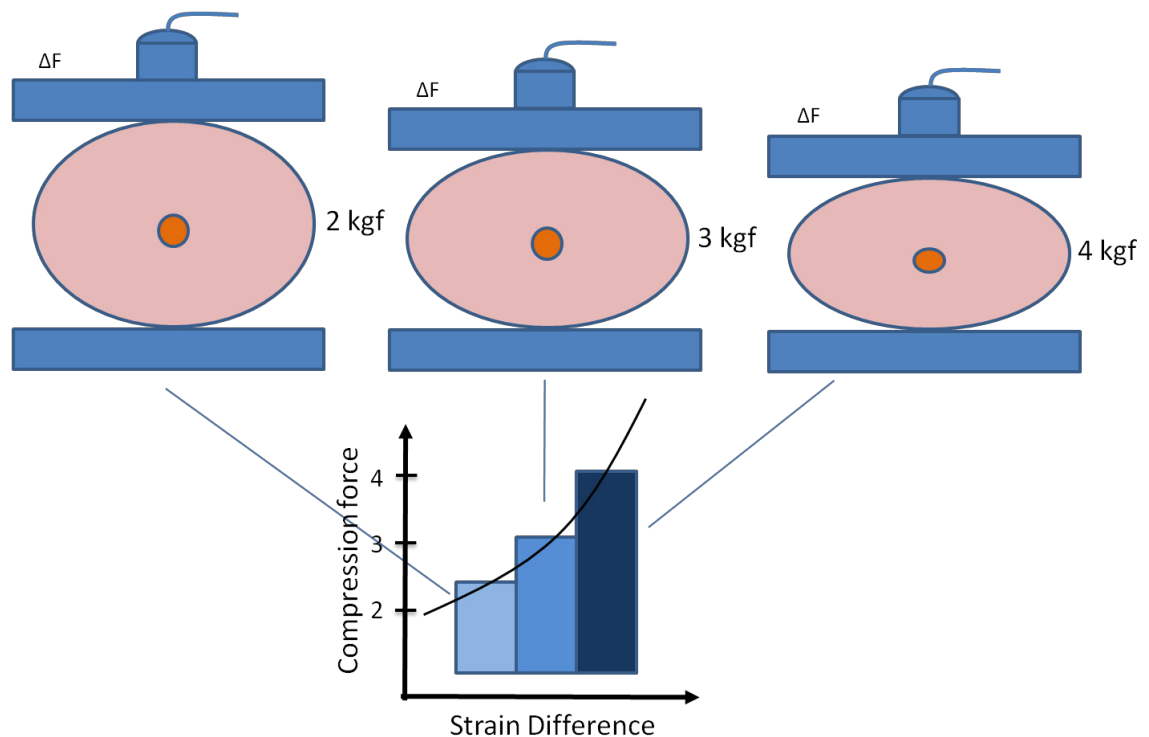 ΔF
2 kgf
ΔF
3 kgf
ΔF
4 kgf
Compression force
4
3
2
Strain Difference